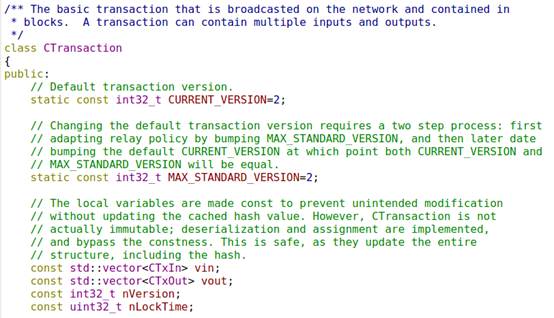 /** The basic transaction that is broadcasted on the network and contained in
 * blocks.  A transaction can contain multiple inputs and outputs.
 */
class CTransaction
{
public:
    // Default transaction version.
    static const int32_t CURRENT_VERSION=2;

    // Changing the default transaction version requires a two step process: first
    // adapting relay policy by bumping MAX_STANDARD_VERSION, and then later date
    // bumping the default CURRENT_VERSION at which point both CURRENT_VERSION and
    // MAX_STANDARD_VERSION will be equal.
    static const int32_t MAX_STANDARD_VERSION=2;

    // The local variables are made const to prevent unintended modification
    // without updating the cached hash value. However, CTransaction is not
    // actually immutable; deserialization and assignment are implemented,
    // and bypass the constness. This is safe, as they update the entire
    // structure, including the hash.
    const std::vector<CTxIn> vin;
    const std::vector<CTxOut> vout;
    const int32_t nVersion;
    const uint32_t nLockTime;